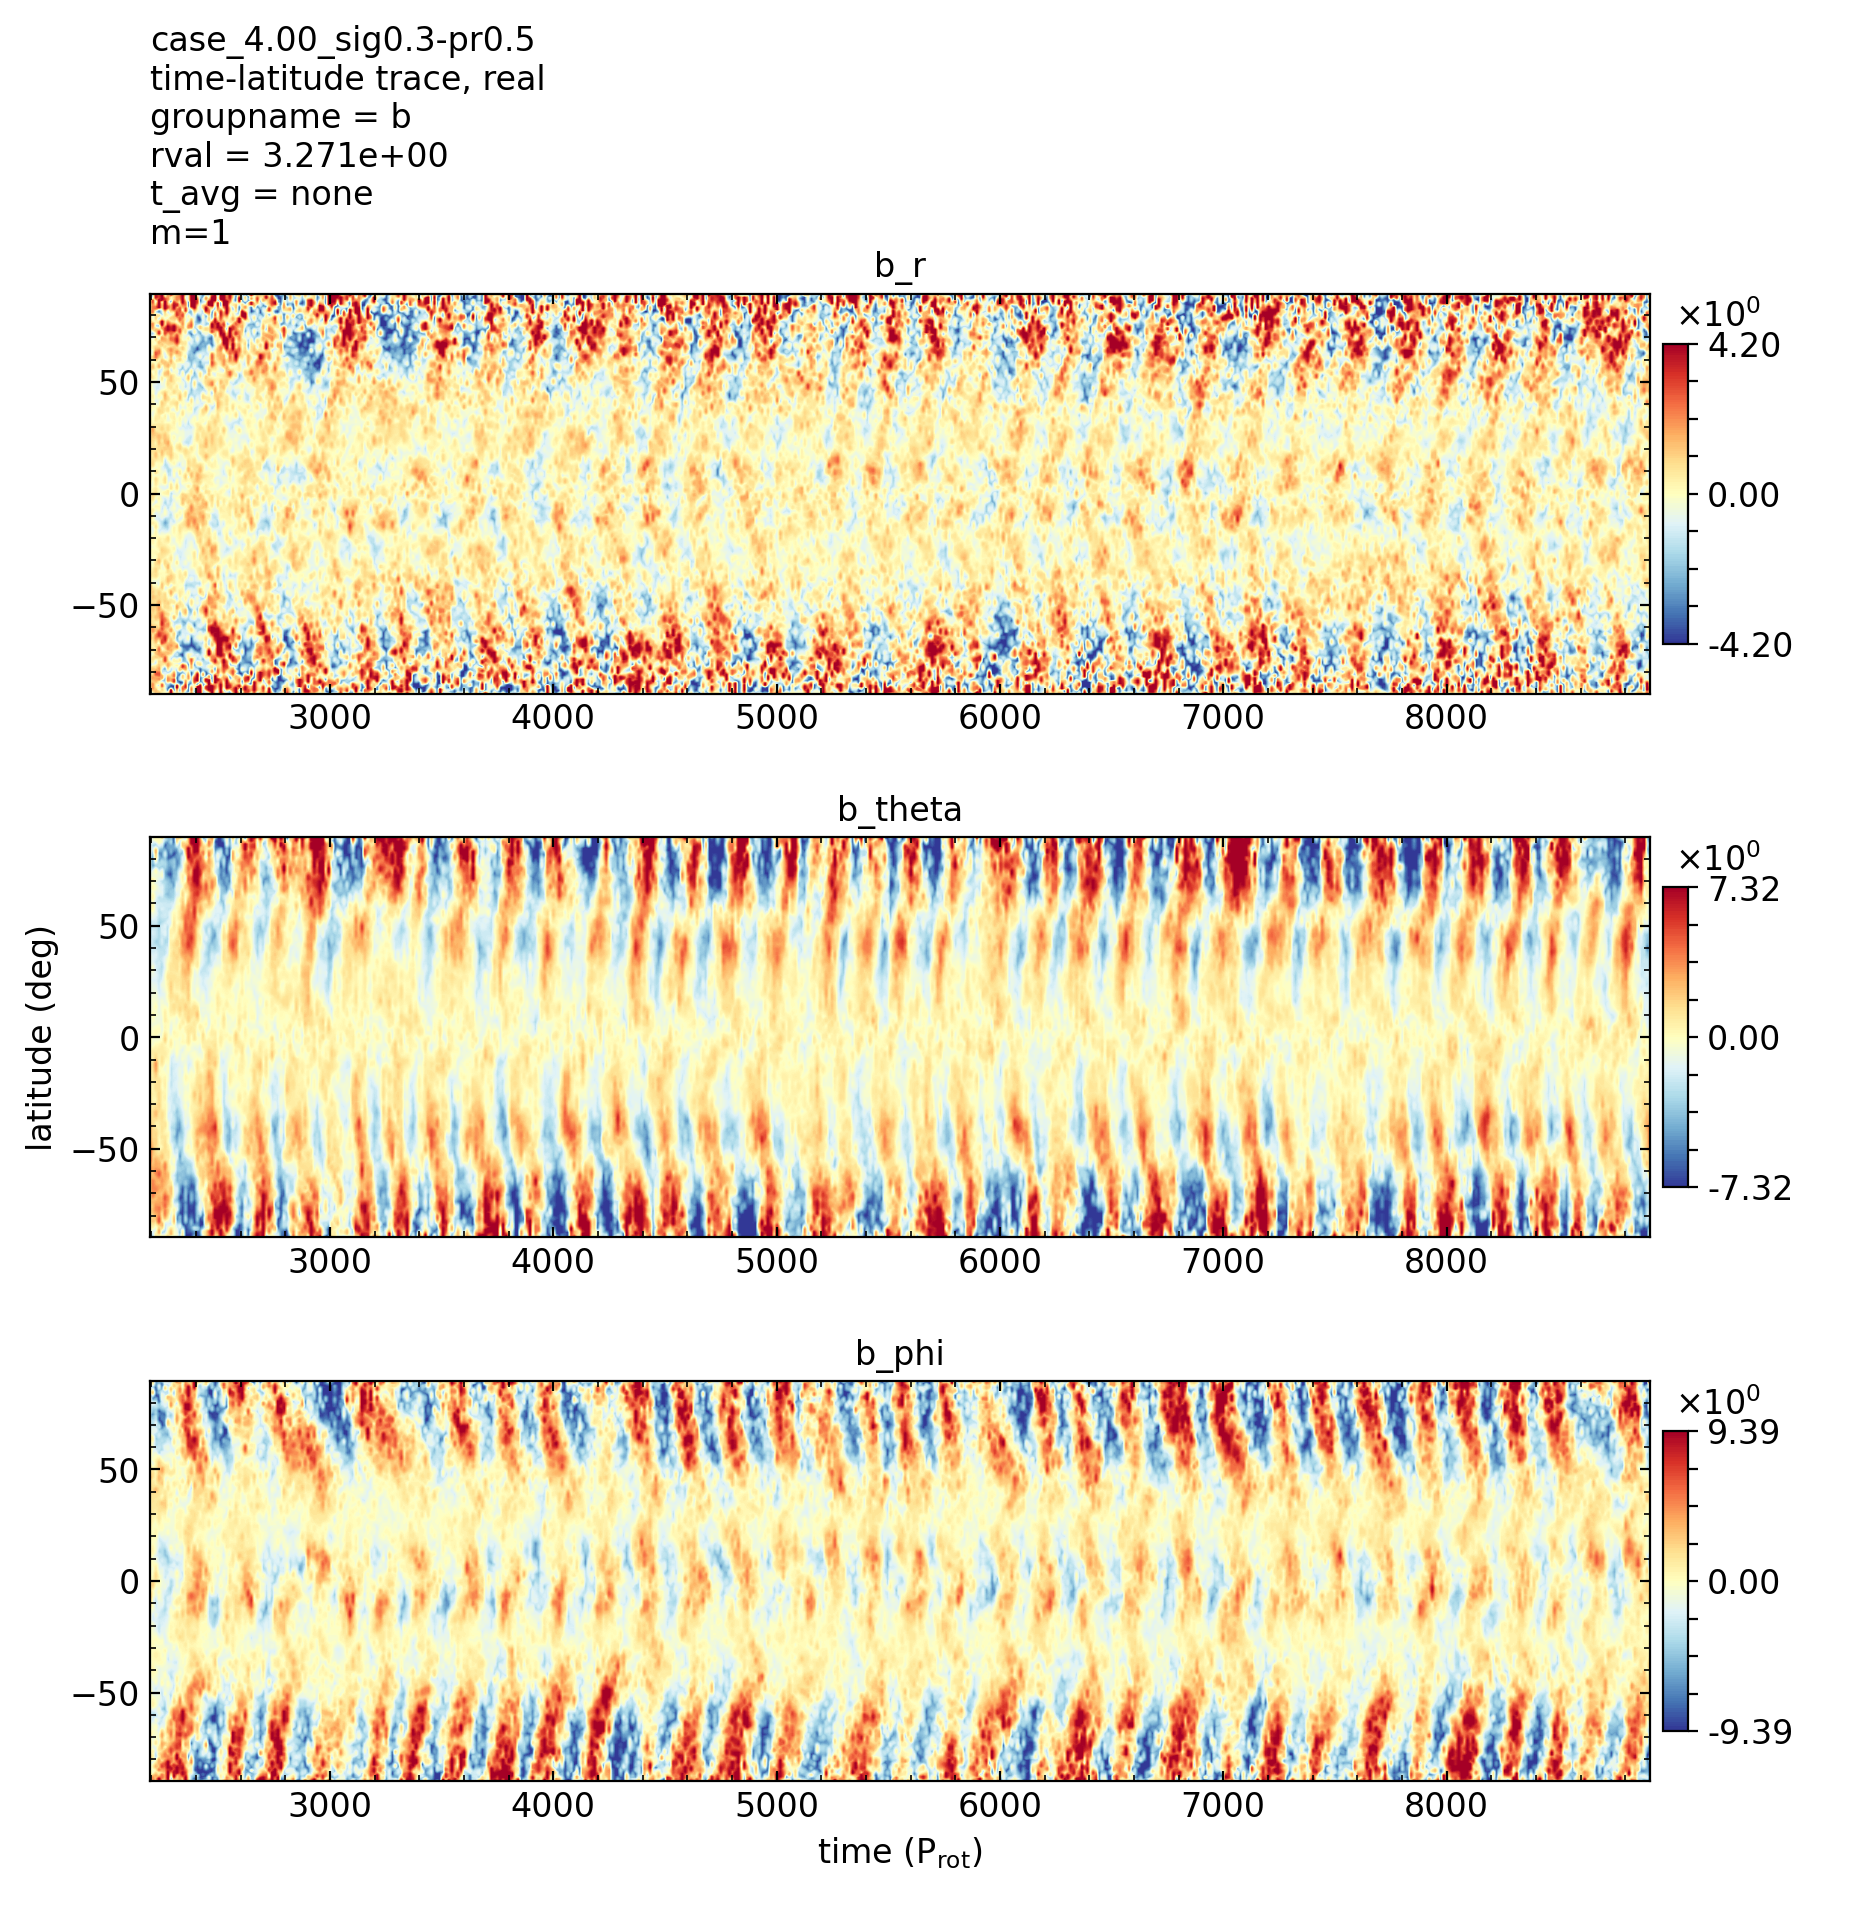 case_4.00_sig0.3-pr0.5
time-latitude trace, real
groupname = b
rval = 3.271e+00
t_avg = none
m=1
b_r
×10⁰
4.20
0.00
-4.20
50
0
−50
3000 4000 5000 6000 7000 8000
b_theta
×10⁰
7.32
0.00
-7.32
latitude (deg)
50
0
−50
3000 4000 5000 6000 7000 8000
b_phi
×10⁰
9.39
0.00
-9.39
50
0
−50
3000 4000 5000 6000 7000 8000
time (P_rot)